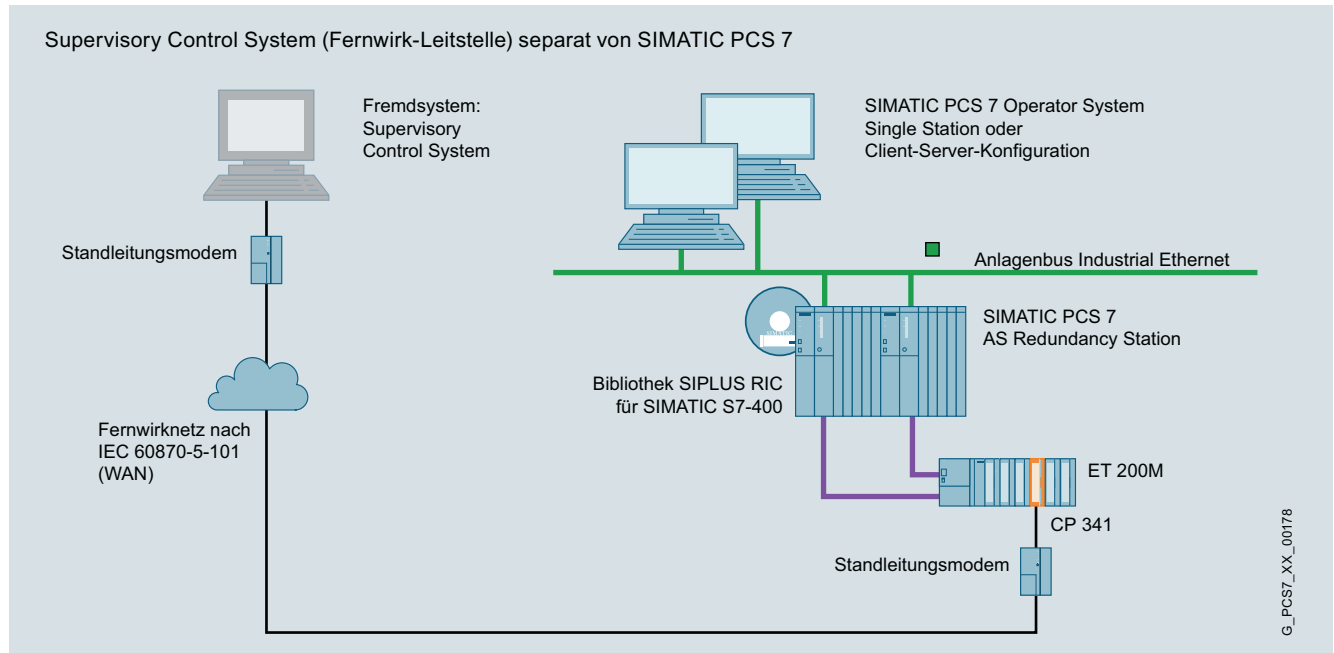 Supervisory Control System (Fernwirk-Leitstelle) separat von SIMATIC PCS 7
Fremdsystem:
Supervisory
Control System
SIMATIC PCS 7 Operator System
Single Station oder
Client-Server-Konfiguration
Standleitungsmodem
Anlagenbus Industrial Ethernet
SIMATIC PCS 7
AS Redundancy Station
Bibliothek SIPLUS RIC
für SIMATIC S7-400
Fernwirknetz nach
IEC 60870-5-101
(WAN)
ET 200M
CP 341
Standleitungsmodem
G_PCS7_XX_00178